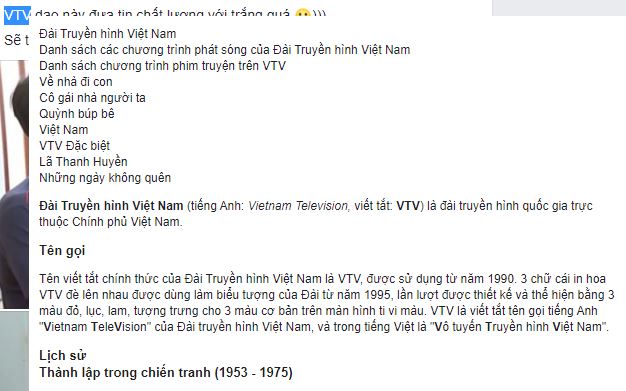 VTV dạo này đưa tin chất lượng với trắng quá 🙂)))
Sẽ t
Đài Truyền hình Việt Nam
Danh sách các chương trình phát sóng của Đài Truyền hình Việt Nam
Danh sách chương trình phim truyện trên VTV
Về nhà đi con
Cô gái nhà người ta
Quỳnh búp bê
Việt Nam
VTV Đặc biệt
Lã Thanh Huyền
Những ngày không quên
Đài Truyền hình Việt Nam (tiếng Anh: Vietnam Television, viết tắt: VTV) là đài truyền hình quốc gia trực
thuộc Chính phủ Việt Nam.
Tên gọi
Tên viết tắt chính thức của Đài Truyền hình Việt Nam là VTV, được sử dụng từ năm 1990. 3 chữ cái in hoa
VTV đè lên nhau được dùng làm biểu tượng của Đài từ năm 1995, lần lượt được thiết kế và thể hiện bằng 3
màu đỏ, lục, lam, tượng trưng cho 3 màu cơ bản trên màn hình ti vi màu. VTV là viết tắt tên gọi tiếng Anh
"Vietnam TeleVision" của Đài truyền hình Việt Nam, và trong tiếng Việt là "Vô tuyến Truyền hình Việt Nam".
Lịch sử
Thành lập trong chiến tranh (1953 - 1975)